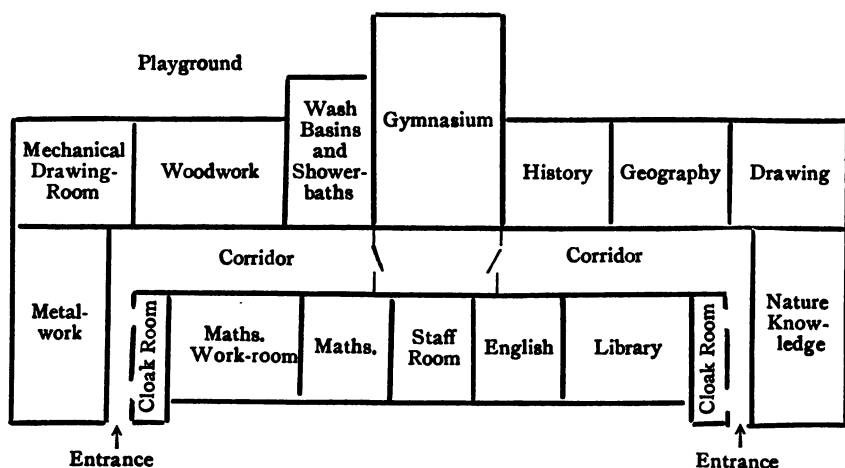 Playground
Wash
Basins
and
Shower-
baths
Gymnasium
Mechanical
Drawing-
Room
Woodwork
History
Geography
Drawing
Corridor
Corridor
Metal-
work
Cloak Room
Maths.
Work-room
Maths.
Staff
Room
English
Library
Cloak Room
Nature
Know-
ledge
Entrance
Entrance